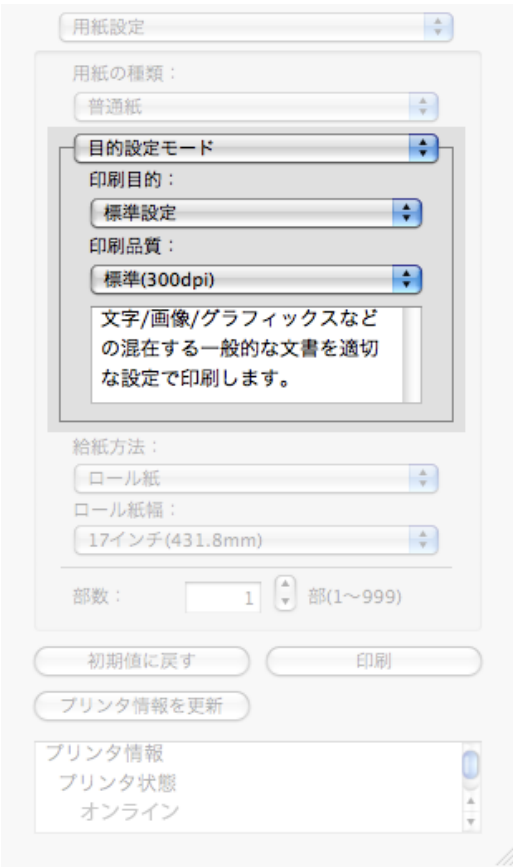 用紙設定
用紙の種類：
普通紙
目的設定モード
印刷目的：
標準設定
印刷品質：
標準(300dpi)
文字/画像/グラフィックスなど
の混在する一般的な文書を適切
な設定で印刷します。
給紙方法：
ロール紙
ロール紙幅：
17インチ(431.8mm)
部数： 1 部(1〜999)
初期値に戻す 印刷
プリンタ情報を更新
プリンタ情報
プリンタ状態
オンライン